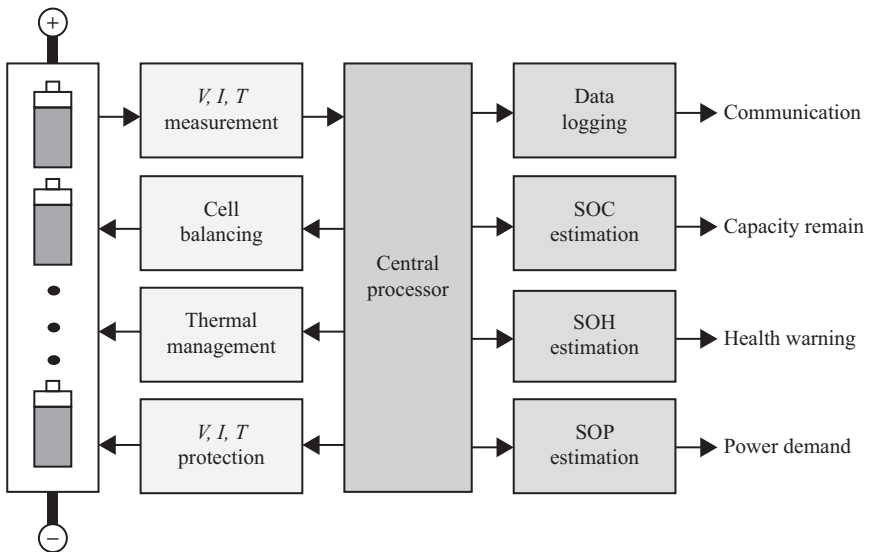 +
V, I, T
measurement
Cell
balancing
Thermal
management
V, I, T
protection
Central
processor
Data
logging
SOC
estimation
SOH
estimation
SOP
estimation
Communication
Capacity remain
Health warning
Power demand
−